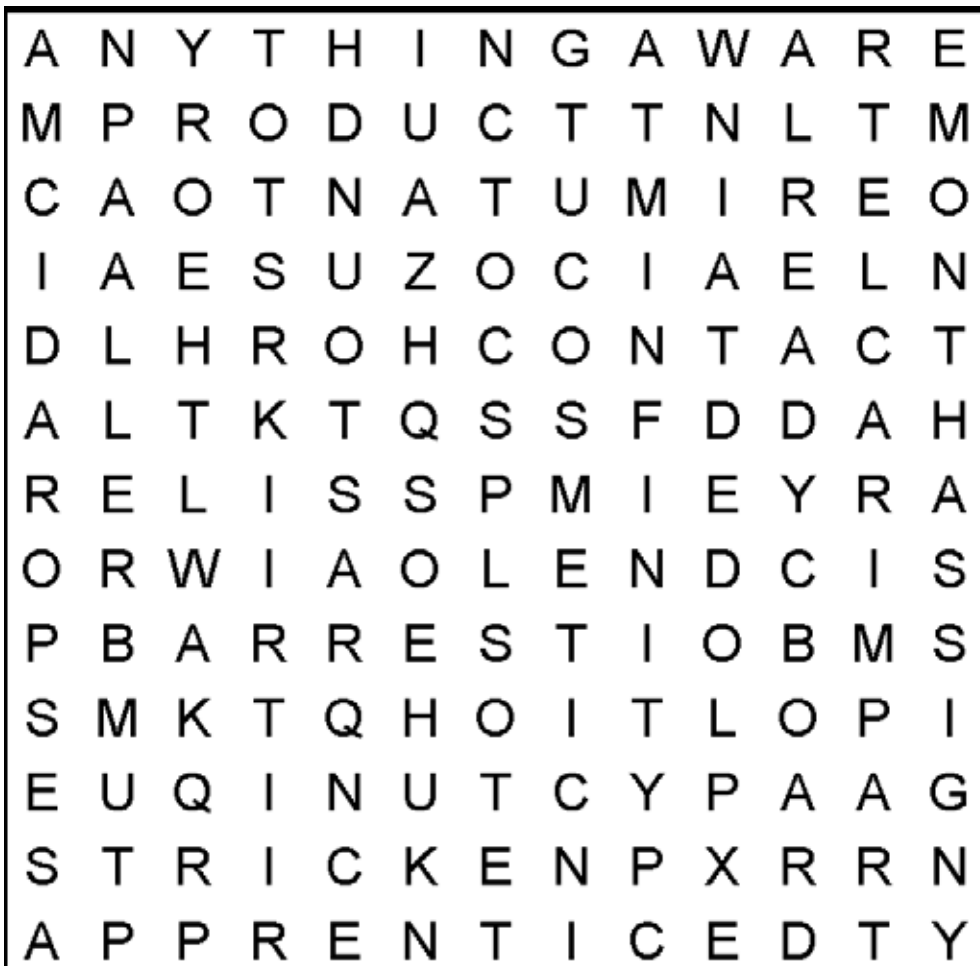 A N Y T H I N G A W A R E
M P R O D U C T T N L T M
C A O T N A T U M I R E O
I A E S U Z O C I A E L N
D L H R O H C O N T A C T
A L T K T Q S S F D D A H
R E L I S S P M I E Y R A
O R W I A O L E N D C I S
P B A R R E S T I O B M S
S M K T Q H O I T L O P I
E U Q I N U T C Y P A A G
S T R I C K E N P X R R N
A P P R E N T I C E D T Y